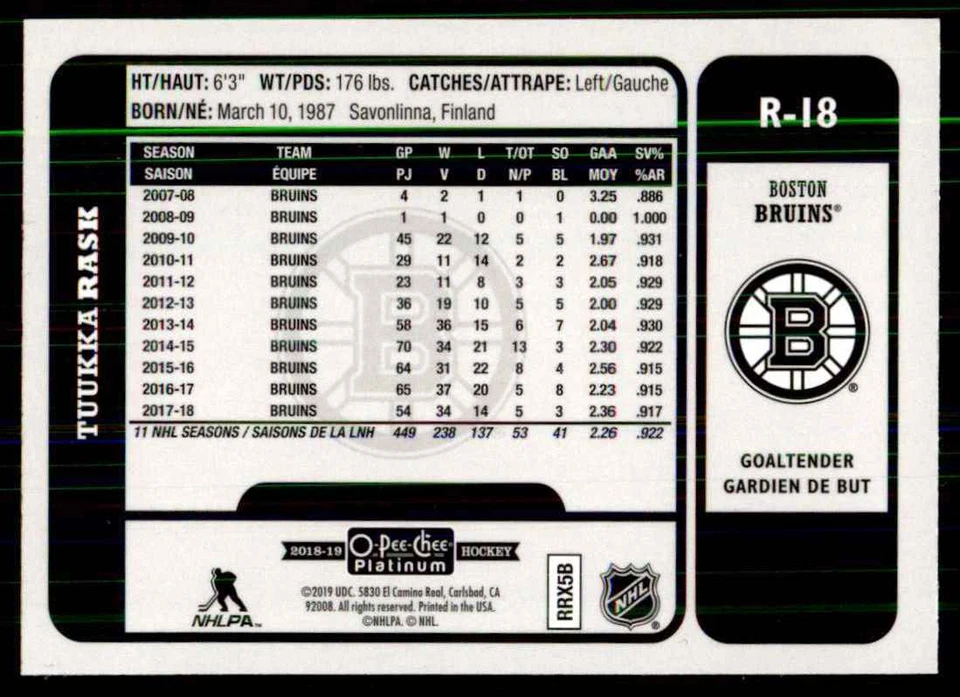 HT/HAUT: 6'3" WT/PDS: 176 lbs. CATCHES/ATTRAPE: Left/Gauche
BORN/NÉ: March 10, 1987 Savonlinna, Finland
SEASON TEAM GP W L T/OT SO GAA SV%
SAISON ÉQUIPE PJ V D N/P BL MOY %AR
2007-08 BRUINS 4 2 1 1 0 3.25 .886
2008-09 BRUINS 1 1 0 0 1 0.00 1.000
2009-10 BRUINS 45 22 12 5 5 1.97 .931
2010-11 BRUINS 29 11 14 2 2 2.67 .918
2011-12 BRUINS 23 11 8 3 3 2.05 .929
2012-13 BRUINS 36 19 10 5 5 2.00 .929
2013-14 BRUINS 58 36 15 6 7 2.04 .930
2014-15 BRUINS 70 34 21 13 3 2.30 .922
2015-16 BRUINS 64 31 22 8 4 2.56 .915
2016-17 BRUINS 65 37 20 5 8 2.23 .915
2017-18 BRUINS 54 34 14 5 3 2.36 .917
11 NHL SEASONS / SAISONS DE LA LNH 449 238 137 53 41 2.26 .922
TUUKKA RASK
2018-19 O-PEE-CHEE® HOCKEY
Platinum
©2019 UDC. 5830 El Camino Real, Carlsbad, CA
92008. All rights reserved. Printed in the USA.
©NHLPA. © NHL.
NHLPA™
RRX5B
NHL®
R-18
BOSTON
BRUINS®
B®
GOALTENDER
GARDIEN DE BUT